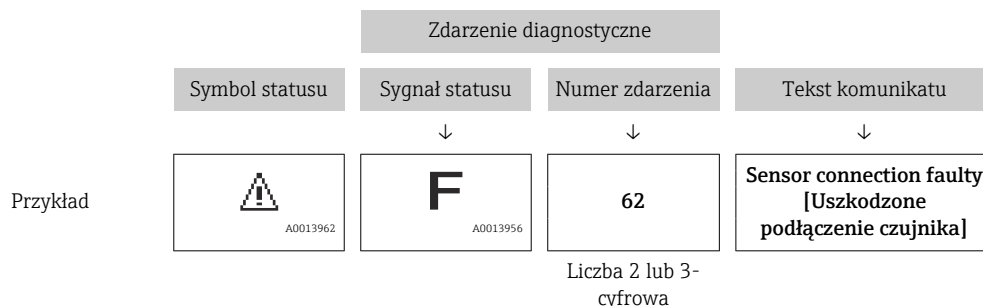 Zdarzenie diagnostyczne
Symbol statusu Sygnał statusu Numer zdarzenia Tekst komunikatu
↓ ↓ ↓
Przykład
A0013962
F
A0013956
62
Sensor connection faulty
[Uszkodzone
podłączenie czujnika]
Liczba 2 lub 3-
cyfrowa